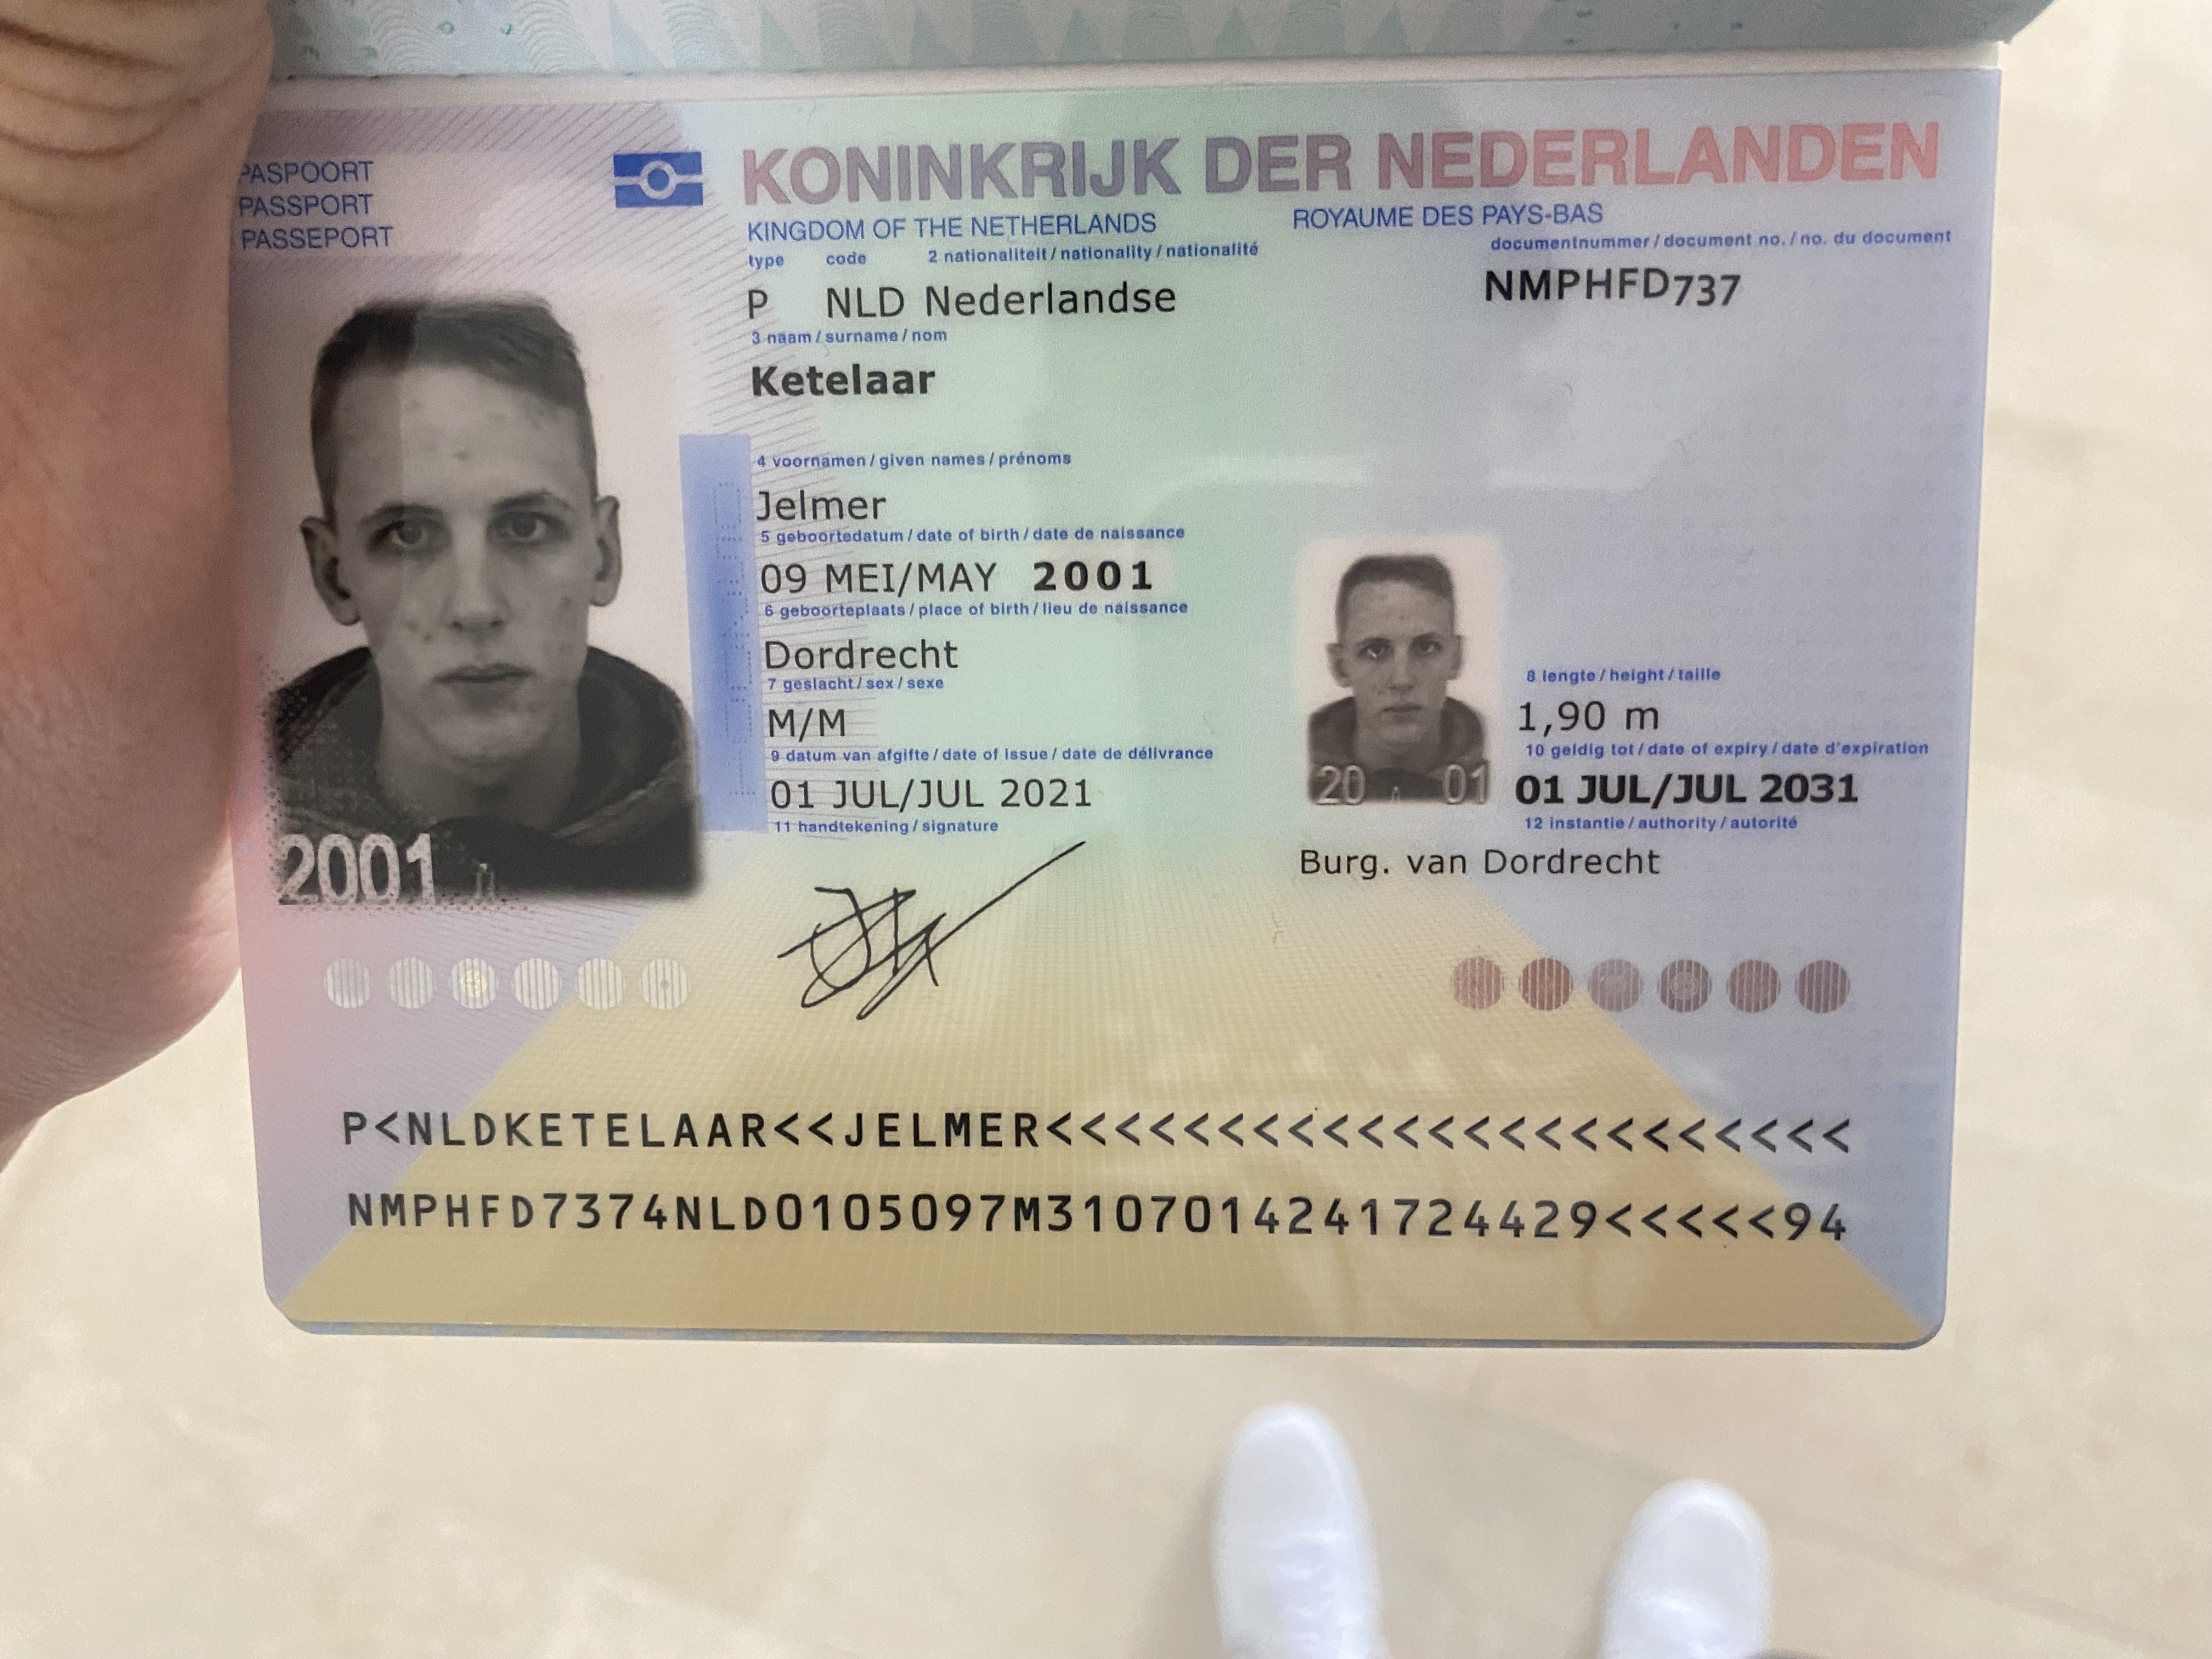 PASPOORT
PASSPORT
PASSEPORT
KONINKRIJK DER NEDERLANDEN
KINGDOM OF THE NETHERLANDS
ROYAUME DES PAYS-BAS
type
code
2 nationaliteit / nationality / nationalité
documentnummer / document no. / no. du document
P NLD Nederlandse
NMPHFD737
3 naam / surname / nom
Ketelaar
4 voornamen / given names / prénoms
Jelmer
5 geboortedatum / date of birth / date de naissance
09 MEI/MAY 2001
6 geboorteplaats / place of birth / lieu de naissance
Dordrecht
7 geslacht / sex / sexe
8 lengte / height / taille
M/M
1,90 m
9 datum van afgifte / date of issue / date de délivrance
10 geldig tot / date of expiry / date d'expiration
01 JUL/JUL 2021
01 JUL/JUL 2031
11 handtekening / signature
12 instantie / authority / autorité
Burg. van Dordrecht
2001
20 01
P<NLDKETELAAR<<JELMER<<<<<<<<<<<<<<<<<<<<<<<
NMPHFD7374NLD0105097M3107014241724429<<<<<94